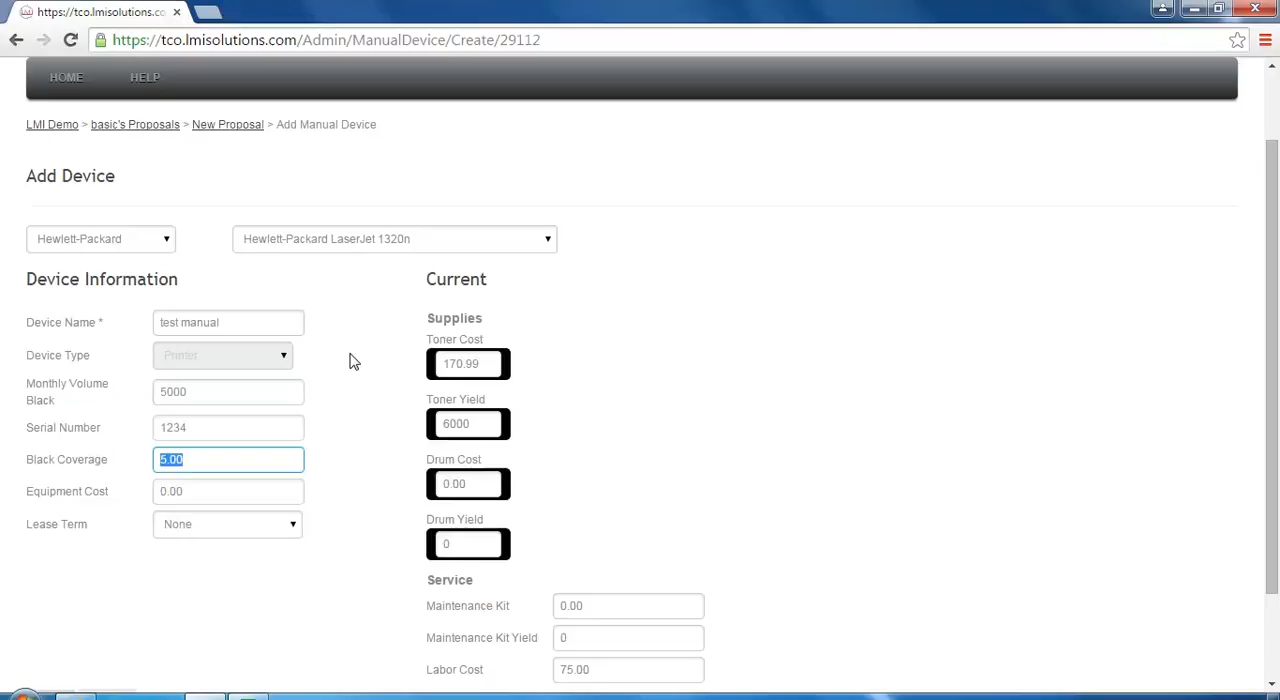 https://tco.lmisolutions.co
https://tco.lmisolutions.com/Admin/ManualDevice/Create/29112
HOME HELP
LMI Demo > basic's Proposals > New Proposal > Add Manual Device
Add Device
Hewlett-Packard
Hewlett-Packard LaserJet 1320n
Device Information
Device Name * test manual
Device Type Printer
Monthly Volume
Black 5000
Serial Number 1234
Black Coverage 5.00
Equipment Cost 0.00
Lease Term None
Current
Supplies
Toner Cost
170.99
Toner Yield
6000
Drum Cost
0.00
Drum Yield
0
Service
Maintenance Kit 0.00
Maintenance Kit Yield 0
Labor Cost 75.00